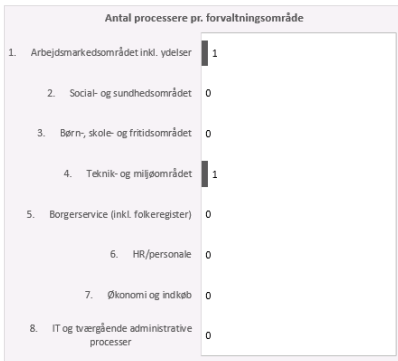 Antal processere pr. forvaltningsområde
1. Arbejdsmarkedsområdet inkl. ydelser 1
2. Social- og sundhedsområdet 0
3. Børn-, skole- og fritidsområdet 0
4. Teknik- og miljøområdet 1
5. Borgerservice (inkl. folkeregister) 0
6. HR/personale 0
7. Økonomi og indkøb 0
8. IT og tværgående administrative
processer 0